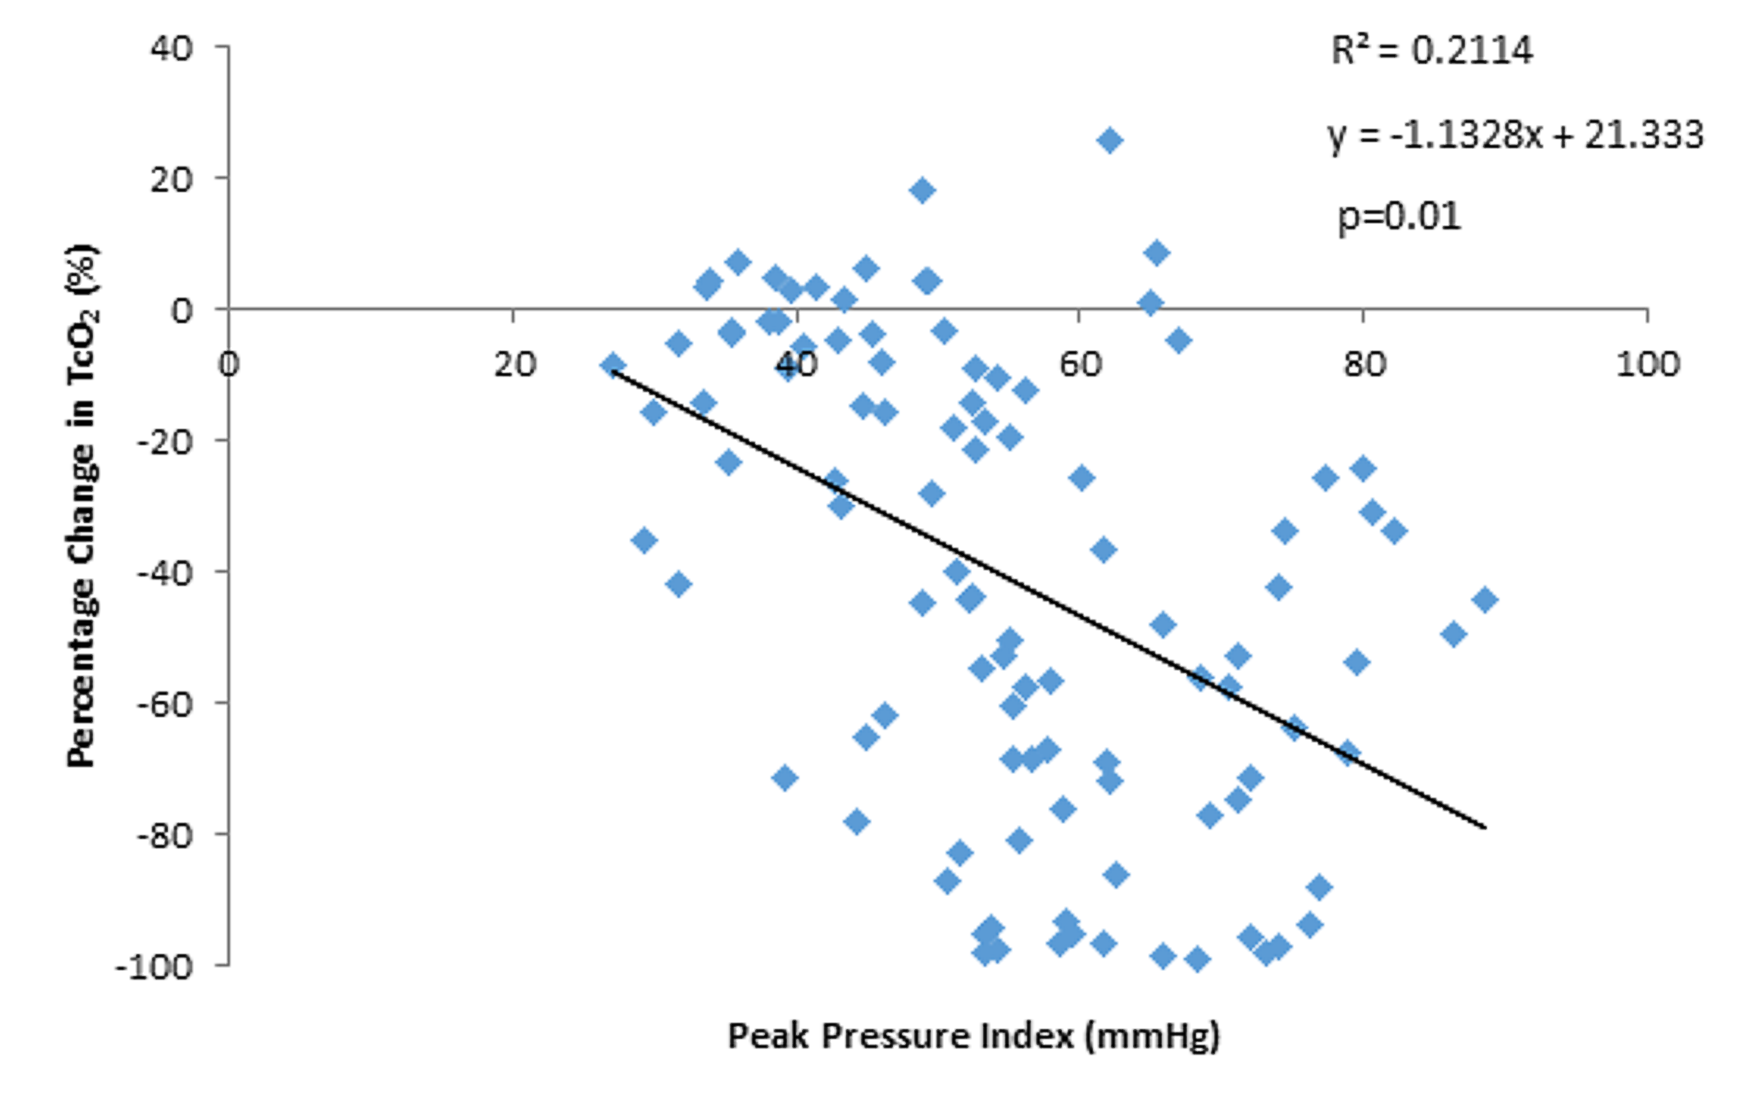 R² = 0.2114
y = -1.1328x + 21.333
p=0.01
40
20
0
-20
-40
-60
-80
-100
0 20 40 60 80 100
Percentage Change in TcO₂ (%)
Peak Pressure Index (mmHg)